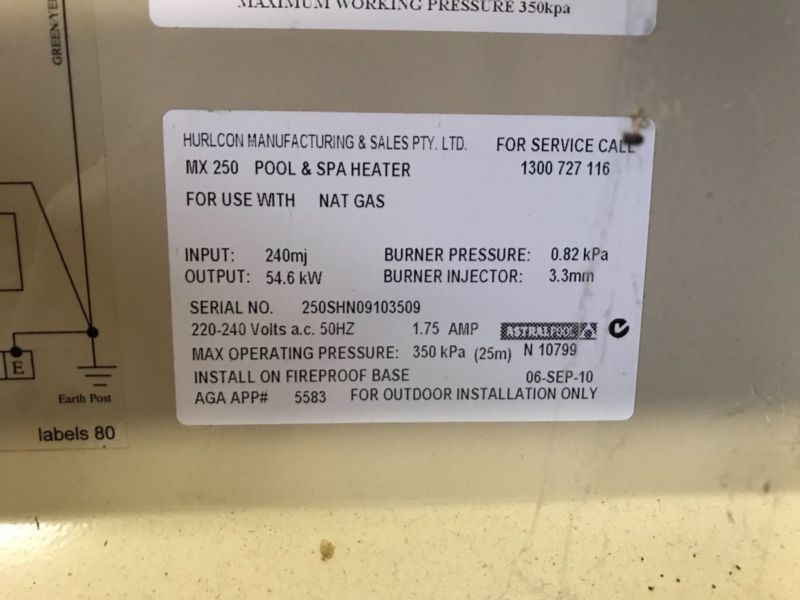 MAXIMUM WORKING PRESSURE 350kpa
GREEN/YE
HURLCON MANUFACTURING & SALES PTY. LTD. FOR SERVICE CALL
MX 250 POOL & SPA HEATER 1300 727 116
FOR USE WITH NAT GAS
INPUT: 240mj BURNER PRESSURE: 0.82 kPa
OUTPUT: 54.6 kW BURNER INJECTOR: 3.3mm
SERIAL NO. 250SHN09103509
220-240 Volts a.c. 50HZ 1.75 AMP ASTRALPOOL
MAX OPERATING PRESSURE: 350 kPa (25m) N 10799
INSTALL ON FIREPROOF BASE 06-SEP-10
AGA APP# 5583 FOR OUTDOOR INSTALLATION ONLY
E
Earth Post
labels 80